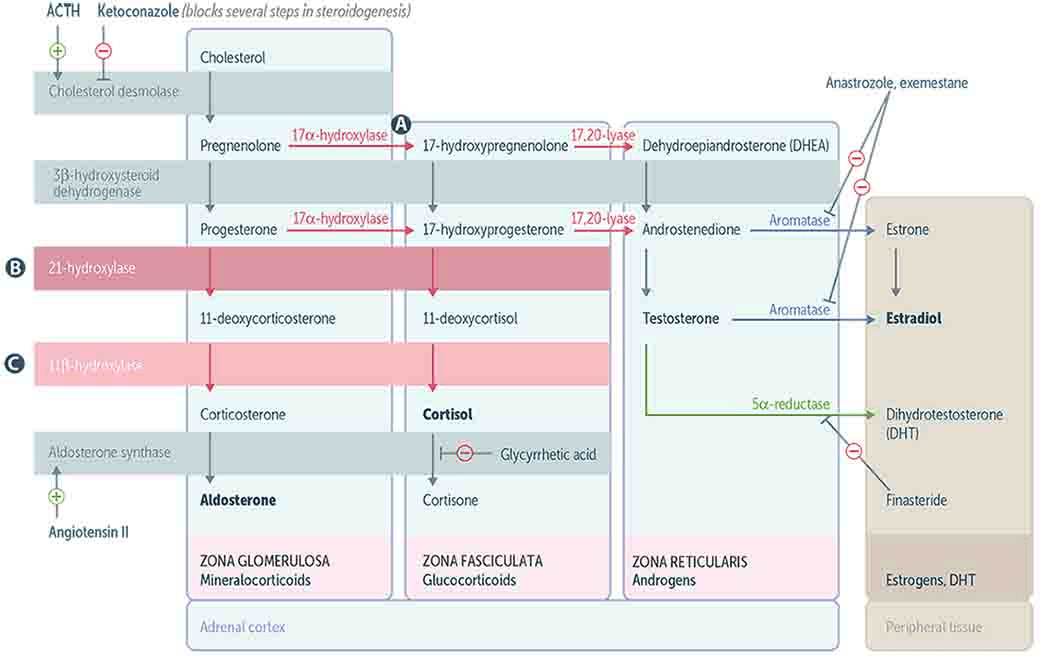 ACTH Ketoconazole (blocks several steps in steroidogenesis)
Cholesterol
Cholesterol desmolase
Anastrozole, exemestane
A
Pregnenolone 17α-hydroxylase 17-hydroxypregnenolone 17,20-lyase Dehydroepiandrosterone (DHEA)
3β-hydroxysteroid
dehydrogenase
Progesterone 17α-hydroxylase 17-hydroxyprogesterone 17,20-lyase Androstenedione Aromatase Estrone
B 21-hydroxylase
11-deoxycorticosterone 11-deoxycortisol Testosterone Aromatase Estradiol
C 11β-hydroxylase
5α-reductase
Corticosterone Cortisol Dihydrotestosterone
(DHT)
Aldosterone synthase Glycyrrhetic acid
Aldosterone Cortisone Finasteride
Angiotensin II
ZONA GLOMERULOSA ZONA FASCICULATA ZONA RETICULARIS
Mineralocorticoids Glucocorticoids Androgens Estrogens, DHT
Adrenal cortex Peripheral tissue